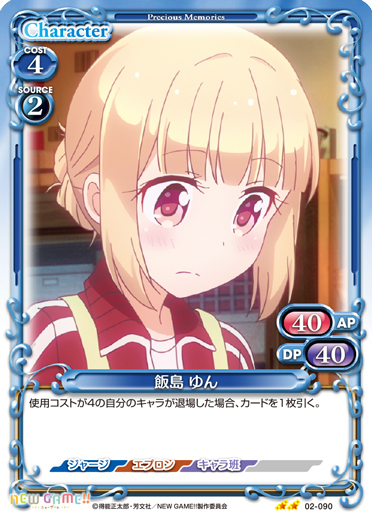 Precious Memories
Character
COST
4
SOURCE
2
40 AP
DP 40
飯島 ゆん
使用コストが4の自分のキャラが退場した場合、カードを1枚引く。
ジャージ エプロン キャラ班
NEW GAME!!
©得能正太郎・芳文社／NEW GAME!!製作委員会
02-090